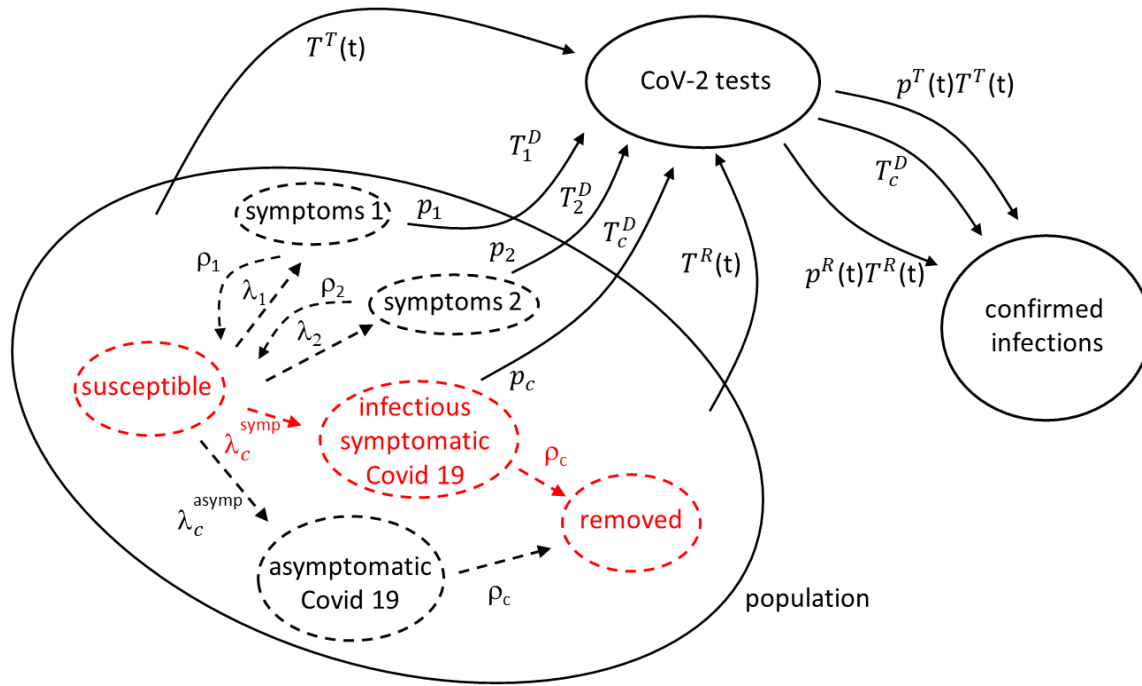 T^T(t)
CoV-2 tests
p^T(t)T^T(t)
T_1^D
T_2^D
T_c^D
T_c^D
T^R(t)
p^R(t)T^R(t)
symptoms 1
p_1
p_2
ρ_1
λ_1
ρ_2
λ_2
symptoms 2
confirmed
infections
susceptible
p_c
λ_c^symp
infectious
symptomatic
Covid 19
ρ_c
λ_c^asymp
removed
asymptomatic
Covid 19
ρ_c
population